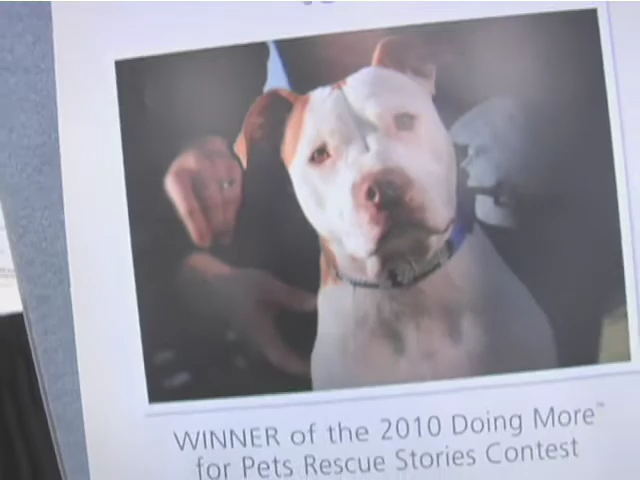 WINNER of the 2010 Doing More™
for Pets Rescue Stories Contest